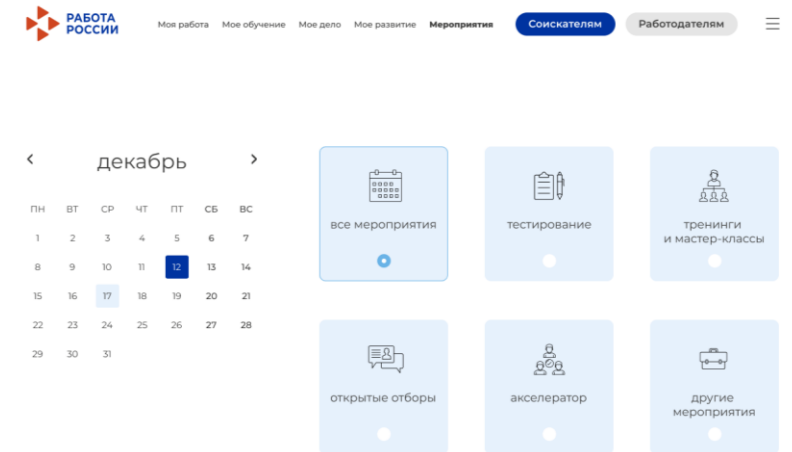 РАБОТА
РОССИИ
Моя работа Мое обучение Мое дело Мое развитие Мероприятия Соискателям Работодателям
декабрь
ПН ВТ СР ЧТ ПТ СБ ВС
1 2 3 4 5 6 7
8 9 10 11 12 13 14
15 16 17 18 19 20 21
22 23 24 25 26 27 28
29 30 31
все мероприятия
тестирование
тренинги
и мастер-классы
открытые отборы
акселератор
другие
мероприятия